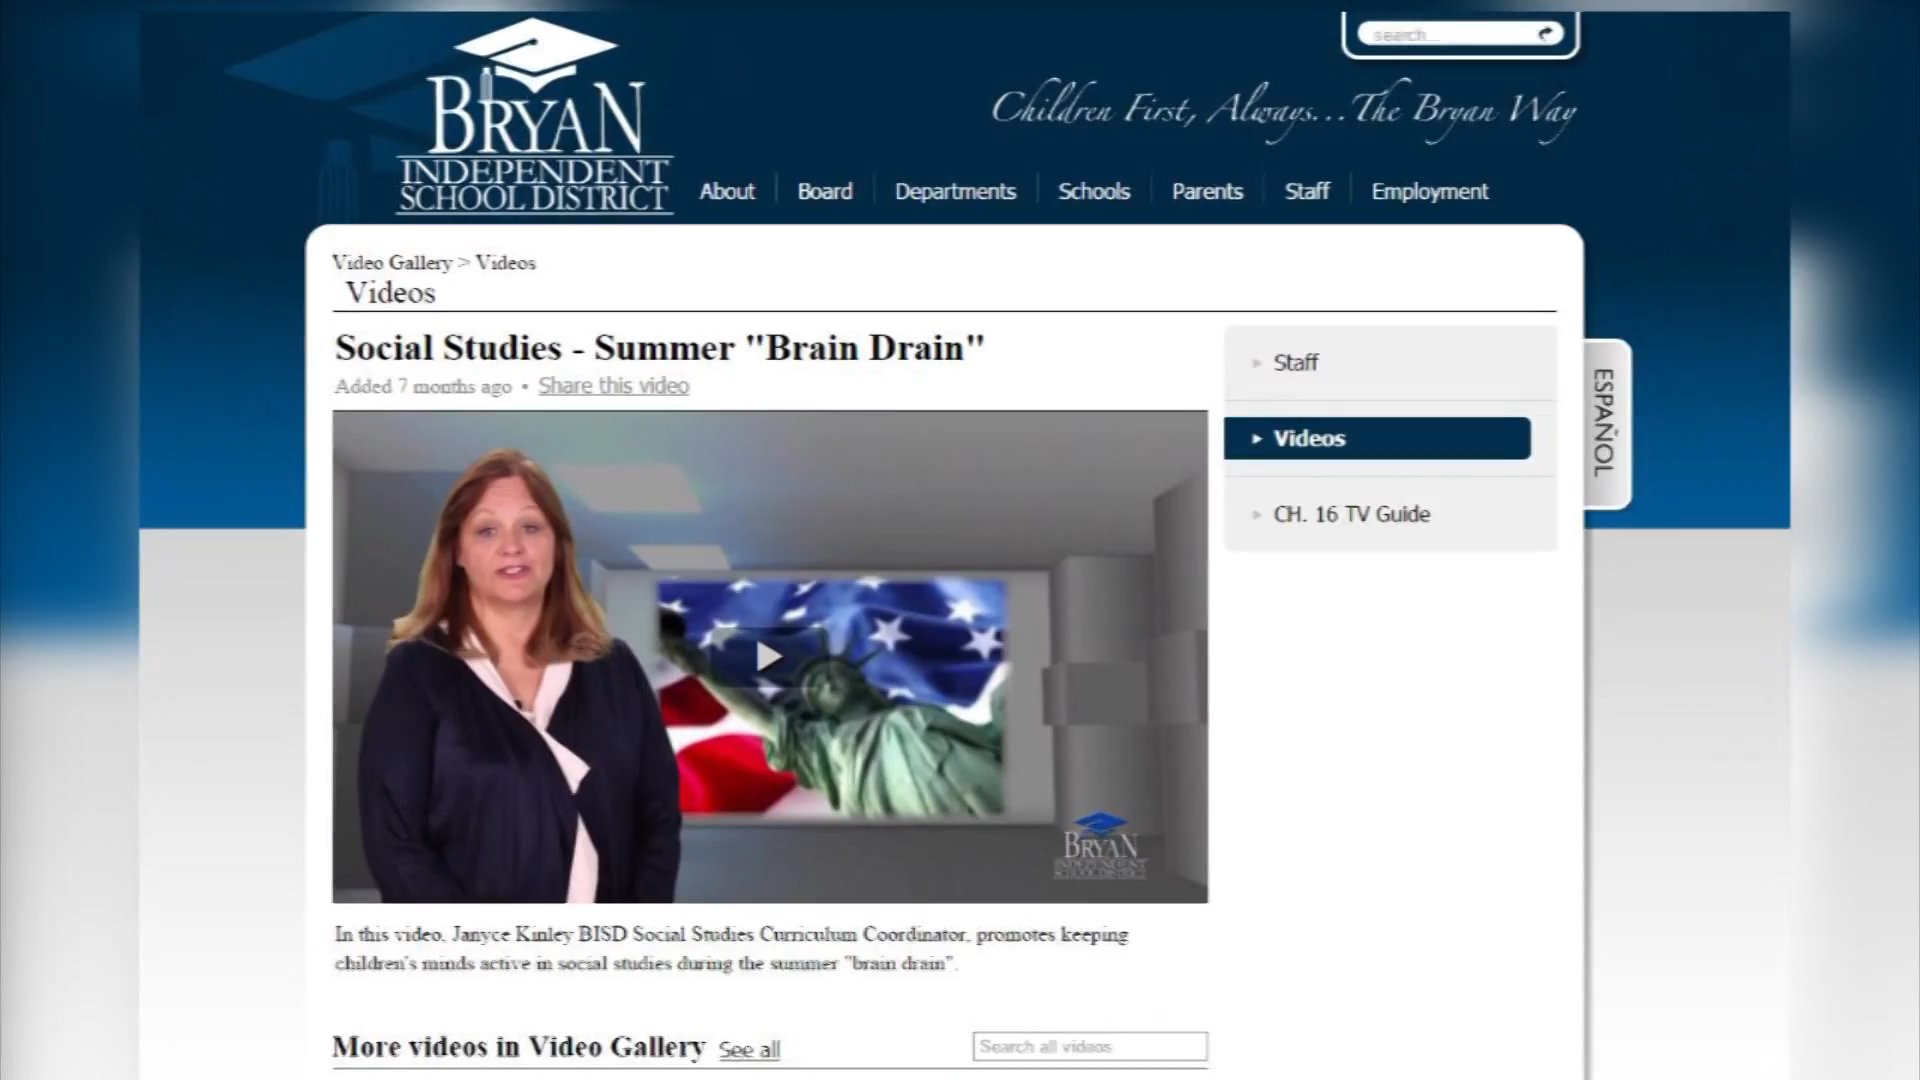 BRYAN
INDEPENDENT
SCHOOL DISTRICT
search...
Children First, Always...The Bryan Way
About Board Departments Schools Parents Staff Employment
Video Gallery > Videos
Videos
Social Studies - Summer "Brain Drain"
Added 7 months ago • Share this video
BRYAN
INDEPENDENT
SCHOOL DISTRICT
In this video, Janyce Kinley BISD Social Studies Curriculum Coordinator, promotes keeping
children's minds active in social studies during the summer "brain drain".
More videos in Video Gallery See all
Search all videos
Staff
Videos
CH. 16 TV Guide
ESPAÑOL